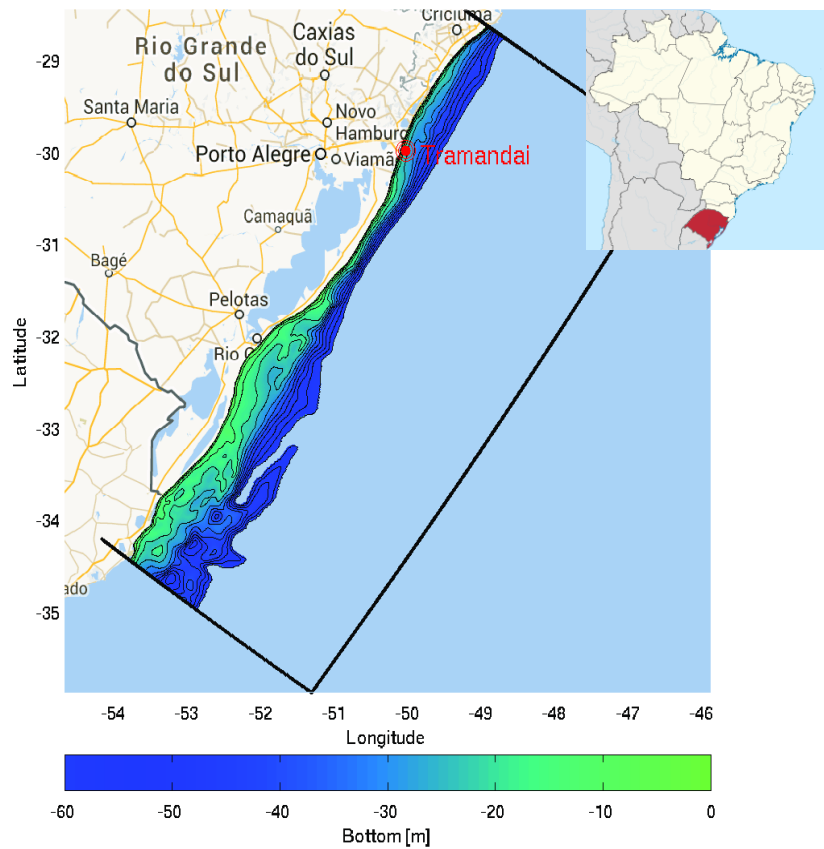 Criciúma
Rio Grande
do Sul
Caxias
do Sul
Santa Maria
Novo
Hamburgo
Porto Alegre
Viamã
Tramandai
Camaquã
Bagé
Pelotas
Rio
ado
Latitude
-29
-30
-31
-32
-33
-34
-35
-54
-53
-52
-51
-50
-49
-48
-47
-46
Longitude
-60
-50
-40
-30
-20
-10
0
Bottom [m]